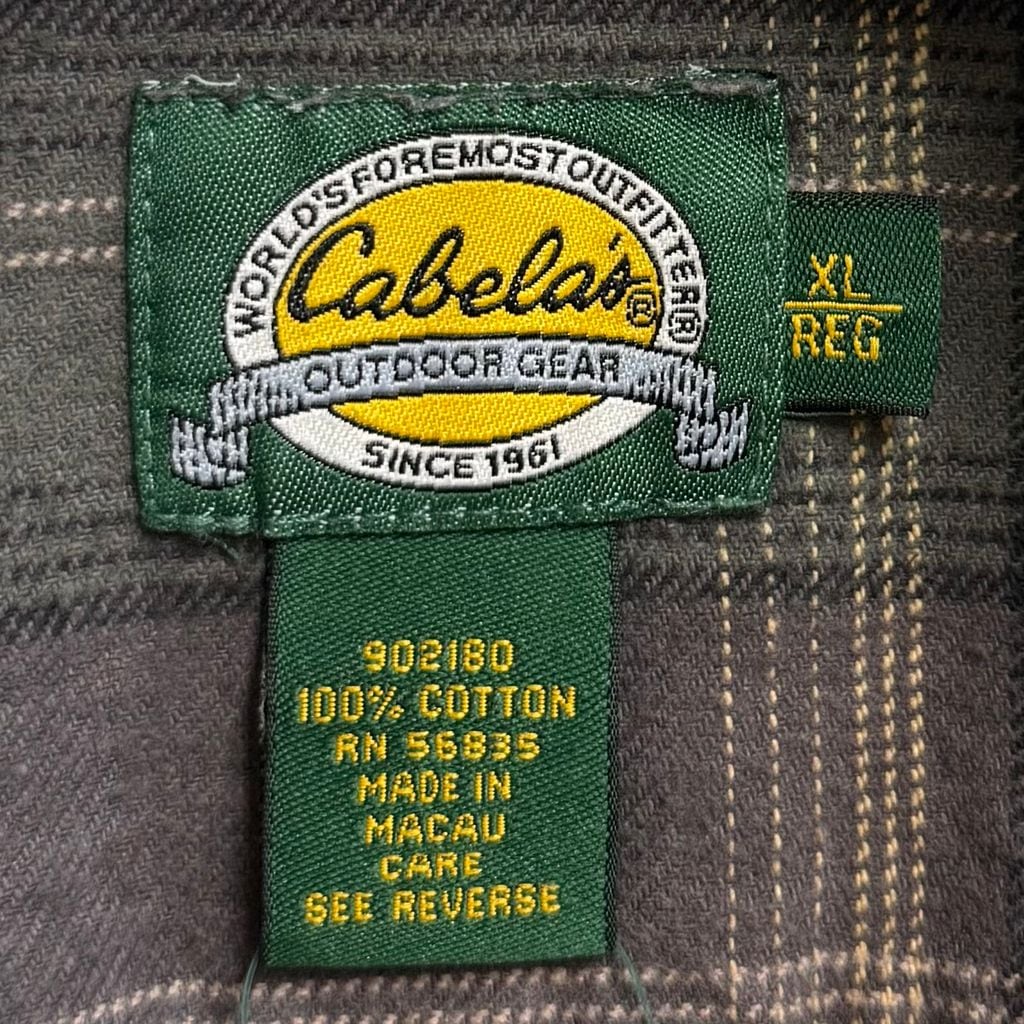 WORLD'S FOREMOST OUTFITTER®
Cabela's®
OUTDOOR GEAR
SINCE 1961
XL
REG
902180
100% COTTON
RN 56835
MADE IN
MACAU
CARE
SEE REVERSE